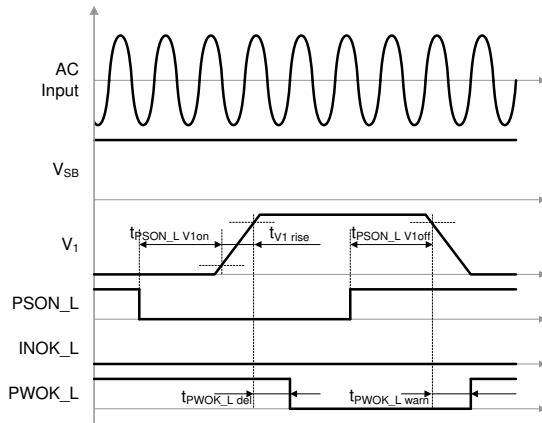 AC
Input
VSB
tPSON_L V1on
tV1 rise
tPSON_L V1off
V1
PSON_L
INOK_L
PWOK_L
tPWOK_L del
tPWOK_L warn